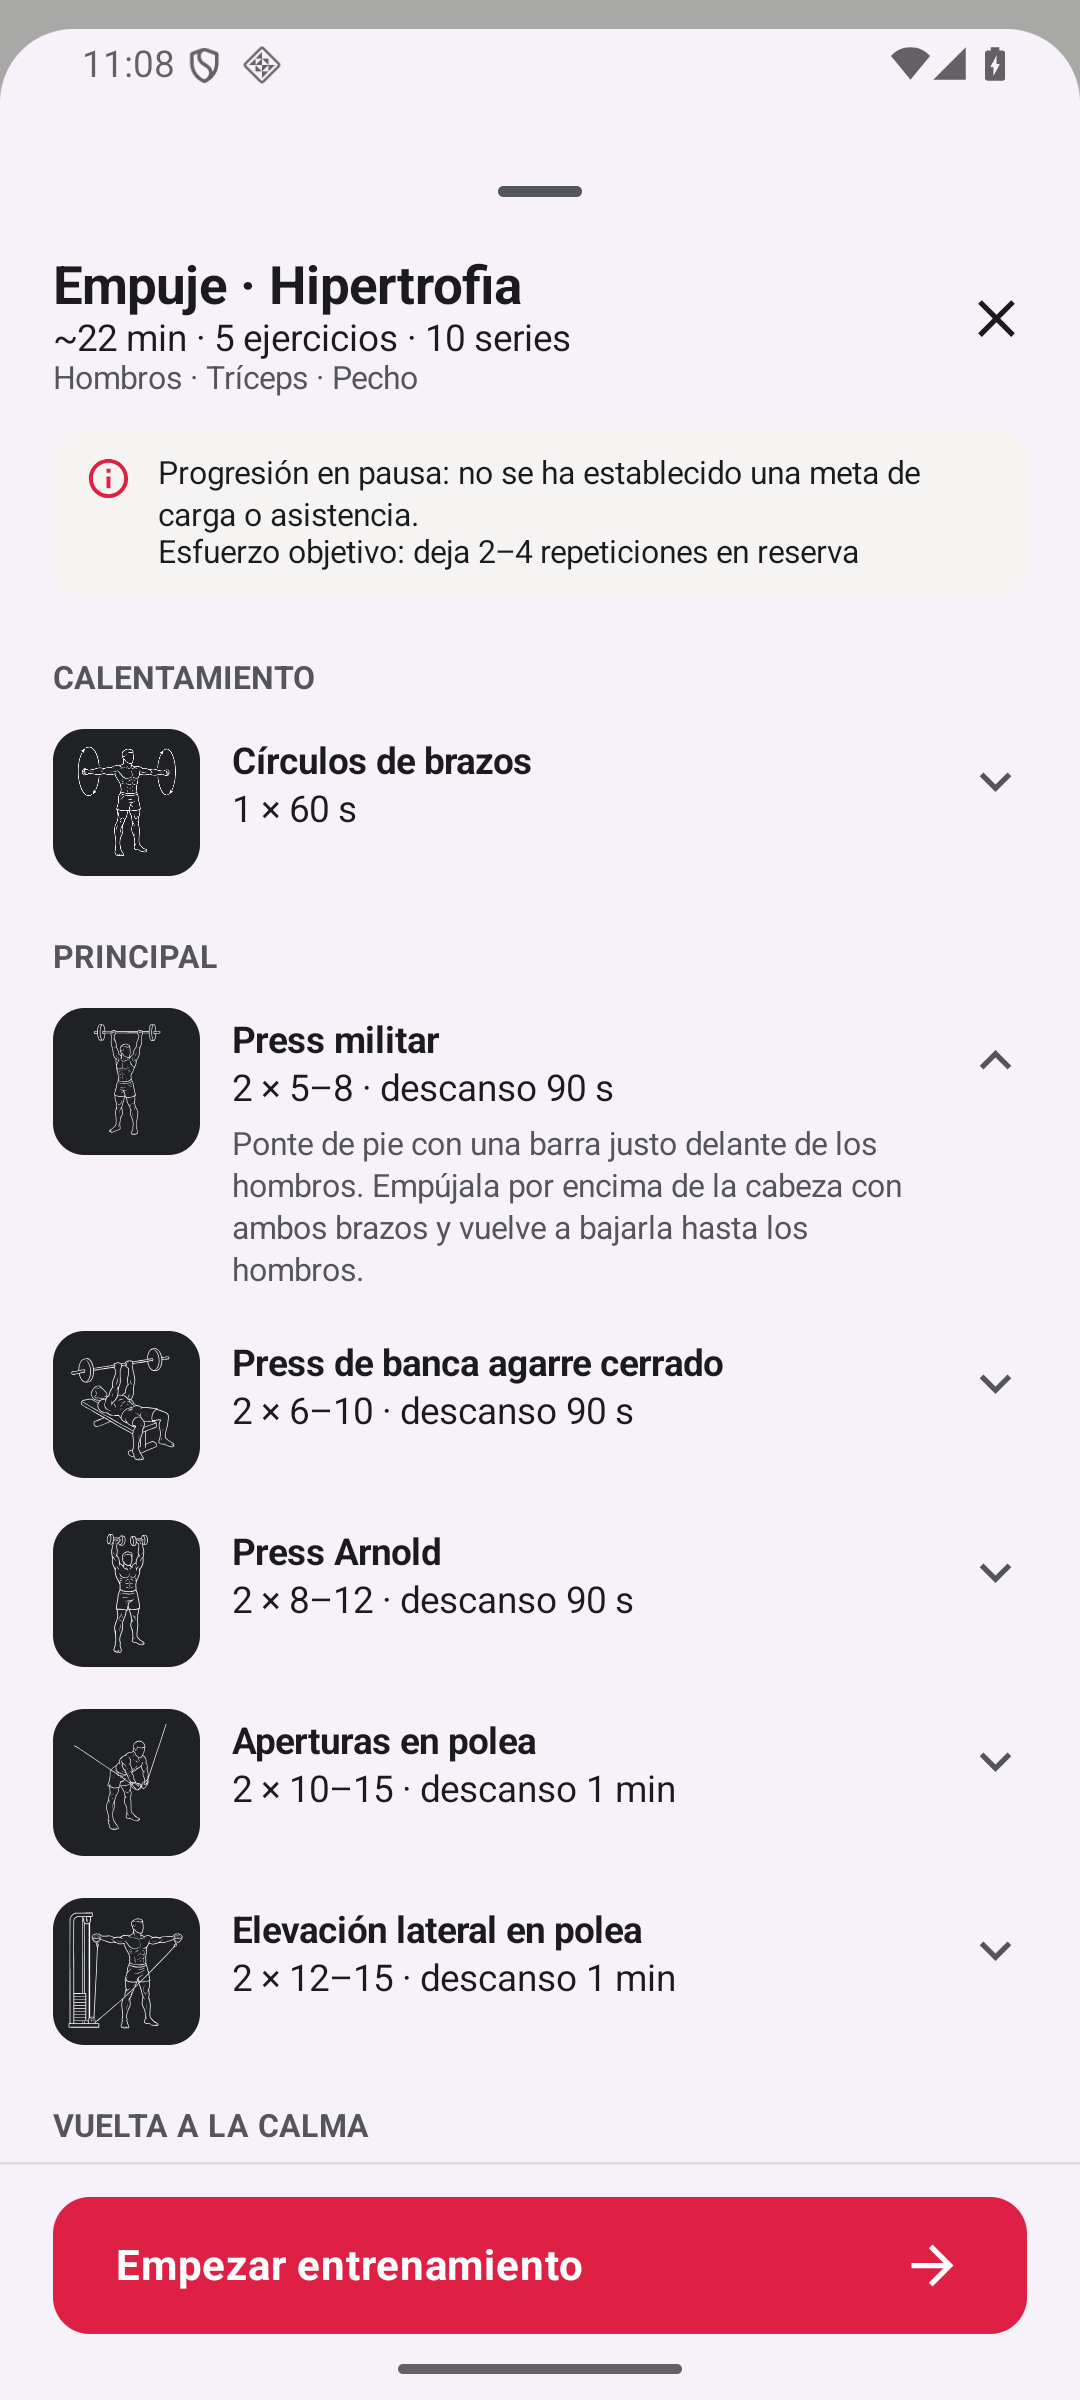 11:08
Empuje · Hipertrofia
~22 min · 5 ejercicios · 10 series
Hombros · Tríceps · Pecho
Progresión en pausa: no se ha establecido una meta de
carga o asistencia.
Esfuerzo objetivo: deja 2–4 repeticiones en reserva
CALENTAMIENTO
Círculos de brazos
1 × 60 s
PRINCIPAL
Press militar
2 × 5–8 · descanso 90 s
Ponte de pie con una barra justo delante de los
hombros. Empújala por encima de la cabeza con
ambos brazos y vuelve a bajarla hasta los
hombros.
Press de banca agarre cerrado
2 × 6–10 · descanso 90 s
Press Arnold
2 × 8–12 · descanso 90 s
Aperturas en polea
2 × 10–15 · descanso 1 min
Elevación lateral en polea
2 × 12–15 · descanso 1 min
VUELTA A LA CALMA
Empezar entrenamiento